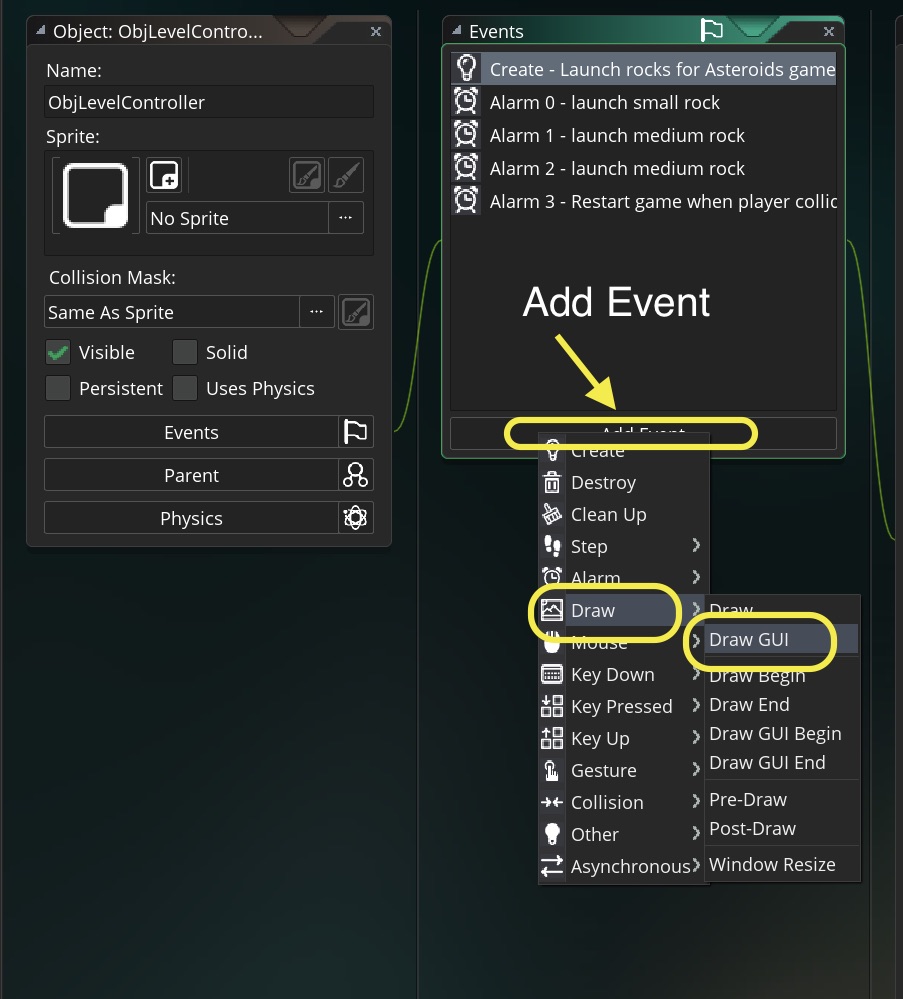 Object: ObjLevelContro...
Name:
ObjLevelController
Sprite:
No Sprite
...
Collision Mask:
Same As Sprite
...
Visible
Solid
Persistent
Uses Physics
Events
Parent
Physics
Events
Create - Launch rocks for Asteroids game
Alarm 0 - launch small rock
Alarm 1 - launch medium rock
Alarm 2 - launch medium rock
Alarm 3 - Restart game when player collic
Add Event
Add Event
Create
Destroy
Clean Up
Step
Alarm
Draw
Mouse
Key Down
Key Pressed
Key Up
Gesture
Collision
Other
Asynchronous
Draw
Draw GUI
Draw Begin
Draw End
Draw GUI Begin
Draw GUI End
Pre-Draw
Post-Draw
Window Resize